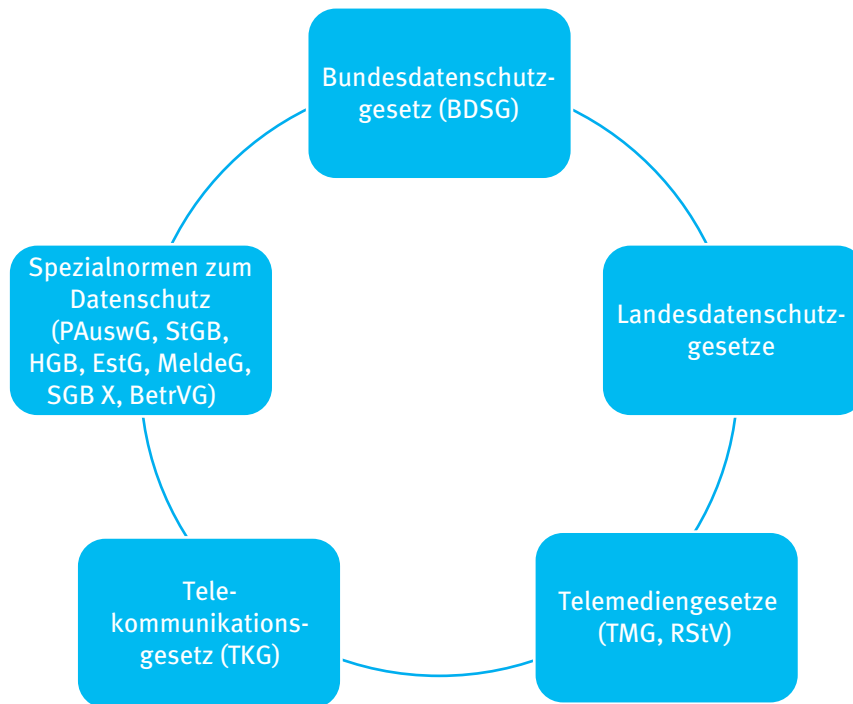 Bundesdatenschutz-
gesetz (BDSG)
Spezialnormen zum
Datenschutz
(PAuswG, StGB,
HGB, EstG, MeldeG,
SGB X, BetrVG)
Landesdatenschutz-
gesetze
Tele-
kommunikations-
gesetz (TKG)
Telemediengesetze
(TMG, RStV)